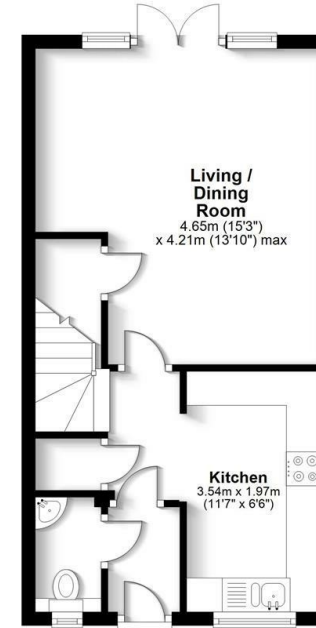 Living /
Dining
Room
4.65m (15'3")
x 4.21m (13'10") max
Kitchen
3.54m x 1.97m
(11'7" x 6'6")